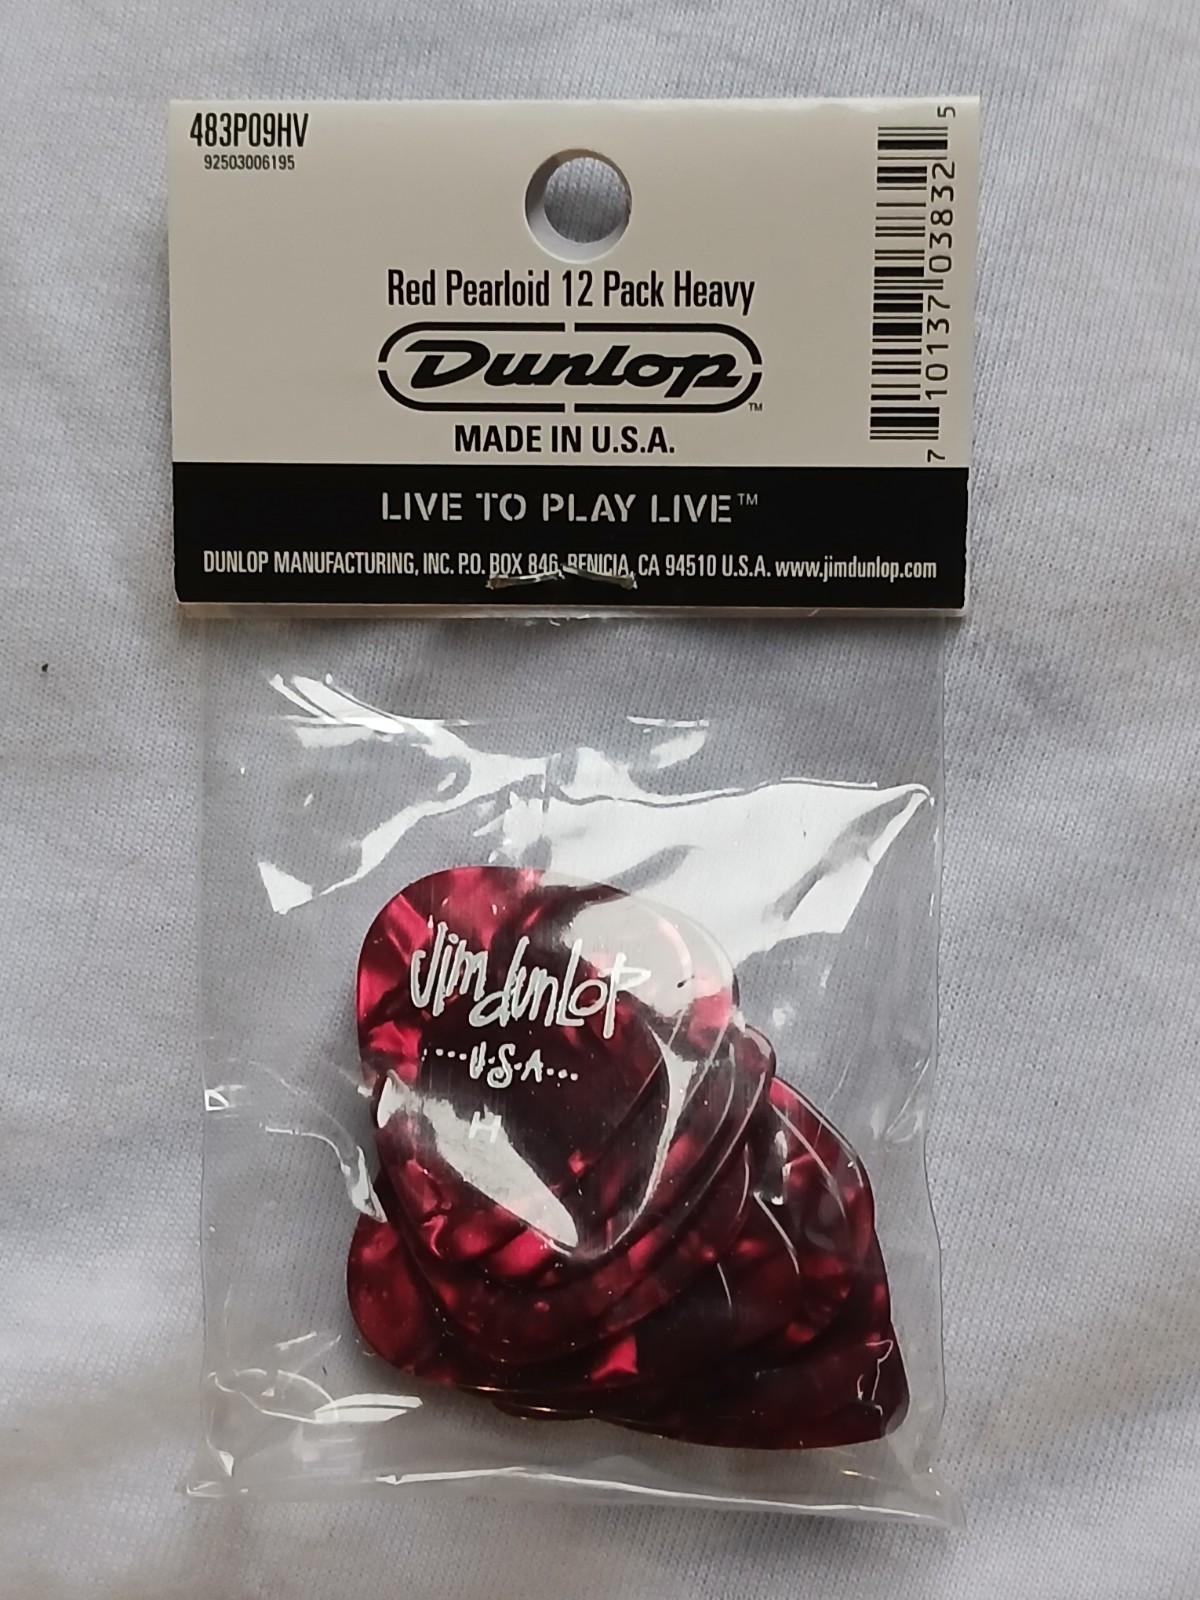 483P09HV
92503006195
7 10137 03832 5
Red Pearloid 12 Pack Heavy
Dunlop™
MADE IN U.S.A.
LIVE TO PLAY LIVE™
DUNLOP MANUFACTURING, INC. P.O. BOX 846, BENICIA, CA 94510 U.S.A. www.jimdunlop.com
Jim dunLoP
....U.S.A...
H